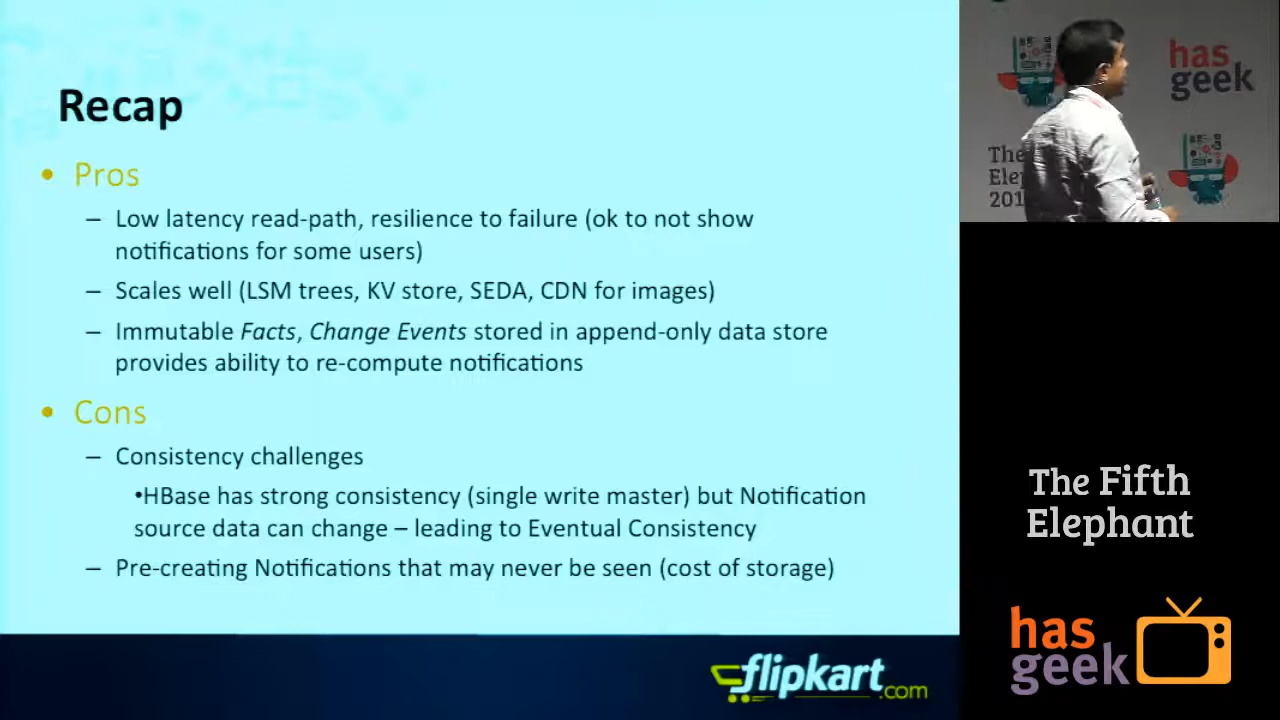 Recap
• Pros
– Low latency read-path, resilience to failure (ok to not show
notifications for some users)
– Scales well (LSM trees, KV store, SEDA, CDN for images)
– Immutable Facts, Change Events stored in append-only data store
provides ability to re-compute notifications
• Cons
– Consistency challenges
•HBase has strong consistency (single write master) but Notification
source data can change – leading to Eventual Consistency
– Pre-creating Notifications that may never be seen (cost of storage)
flipkart.com
has
geek
The
The Fifth
Elephant
has
geek